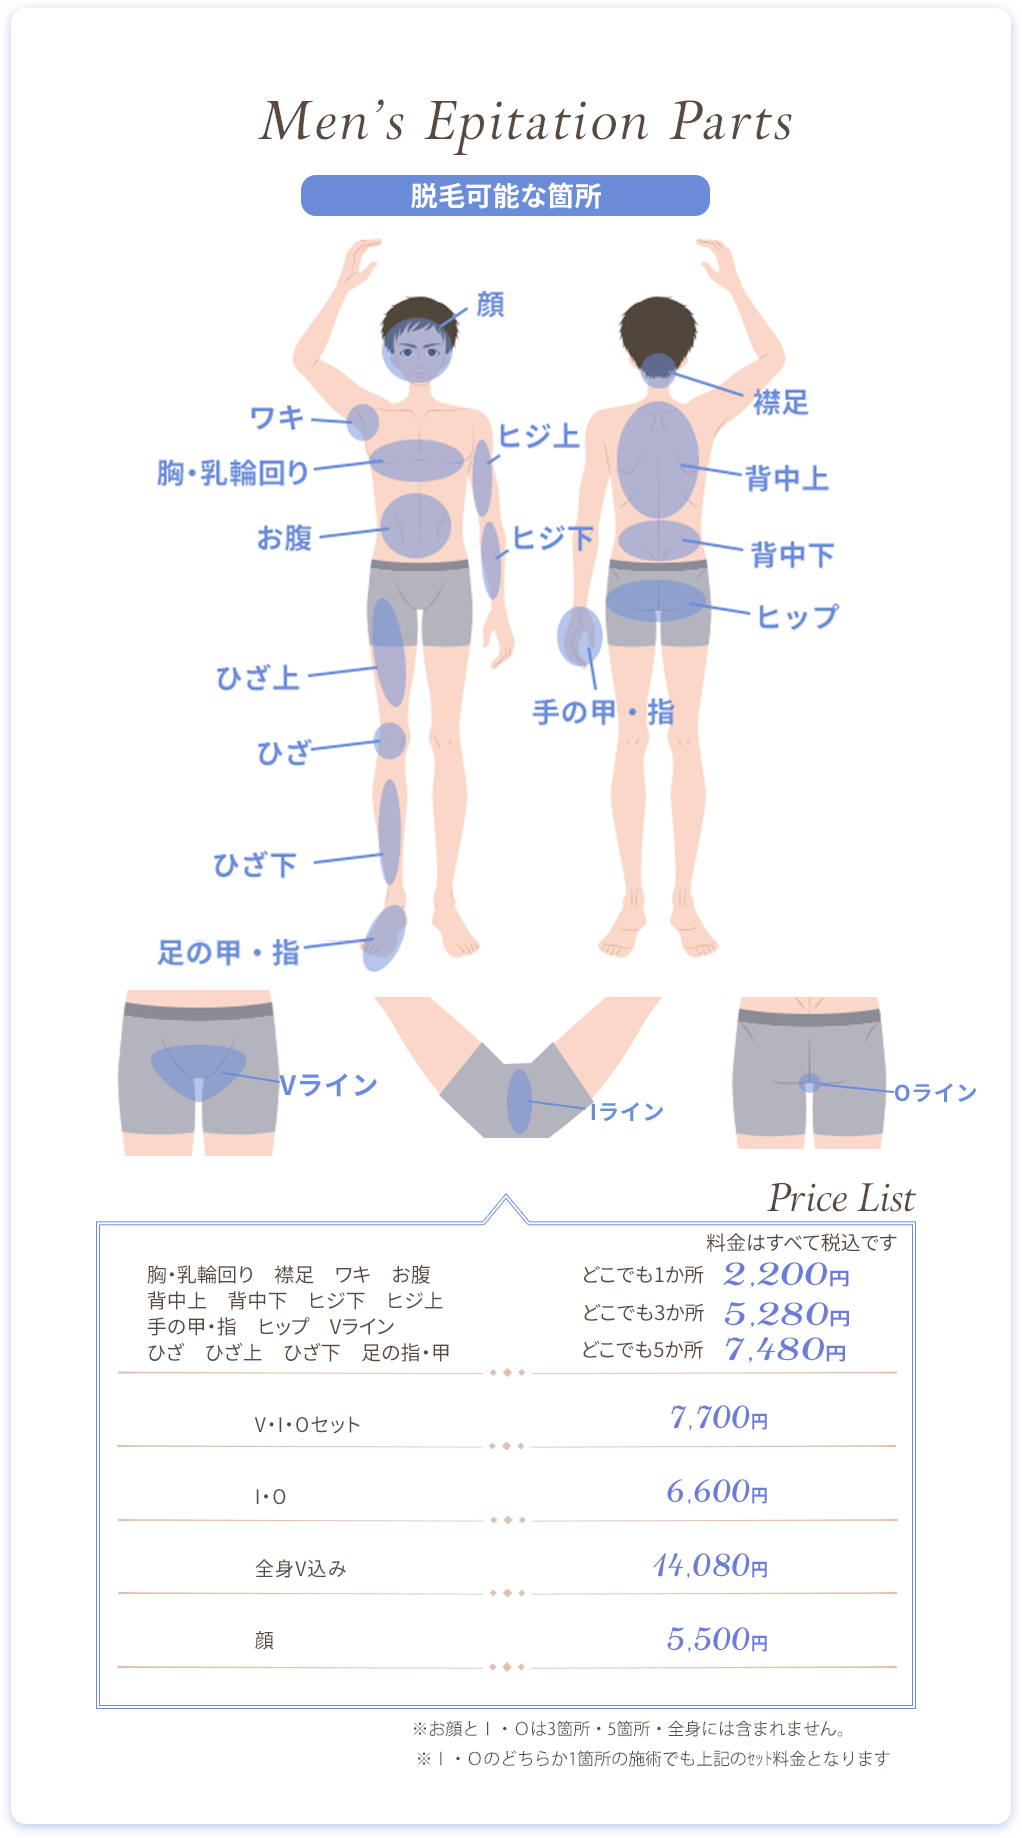 Men’s Epitation Parts
脱毛可能な箇所
顔
ワキ
胸・乳輪回り
お腹
ヒジ上
ヒジ下
襟足
背中上
背中下
ヒップ
手の甲・指
ひざ上
ひざ
ひざ下
足の甲・指
Vライン
Iライン
Oライン
Price List
料金はすべて税込です
胸・乳輪回り 襟足 ワキ お腹
背中上 背中下 ヒジ下 ヒジ上
手の甲・指 ヒップ Vライン
ひざ ひざ上 ひざ下 足の指・甲
どこでも1か所 2,200円
どこでも3か所 5,280円
どこでも5か所 7,480円
V・I・Oセット 7,700円
I・O 6,600円
全身V込み 14,080円
顔 5,500円
※お顔とI・Oは3箇所・5箇所・全身には含まれません。
※I・Oのどちらか1箇所の施術でも上記のｾｯﾄ料金となります